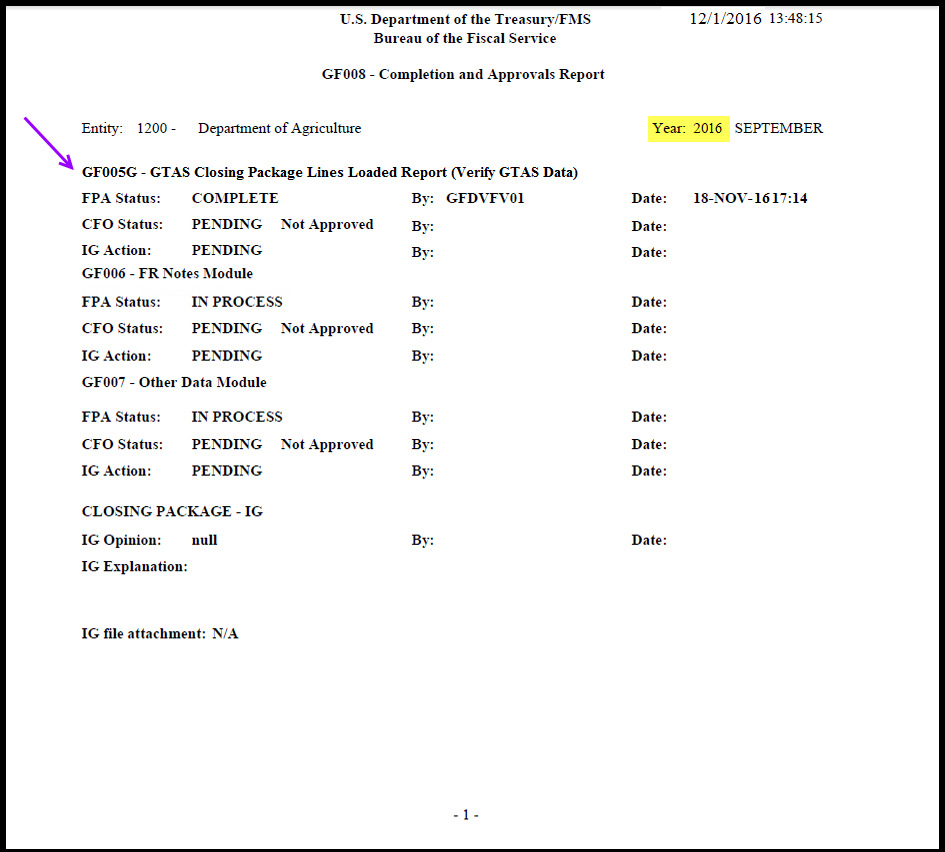 U.S. Department of the Treasury/FMS 12/1/2016 13:48:15
Bureau of the Fiscal Service
GF008 - Completion and Approvals Report
Entity: 1200 - Department of Agriculture Year: 2016 SEPTEMBER
GF005G - GTAS Closing Package Lines Loaded Report (Verify GTAS Data)
FPA Status: COMPLETE By: GFDVFV01 Date: 18-NOV-16 17:14
CFO Status: PENDING Not Approved By: Date:
IG Action: PENDING By: Date:
GF006 - FR Notes Module
FPA Status: IN PROCESS By: Date:
CFO Status: PENDING Not Approved By: Date:
IG Action: PENDING By: Date:
GF007 - Other Data Module
FPA Status: IN PROCESS By: Date:
CFO Status: PENDING Not Approved By: Date:
IG Action: PENDING By: Date:
CLOSING PACKAGE - IG
IG Opinion: null By: Date:
IG Explanation:
IG file attachment: N/A
- 1 -